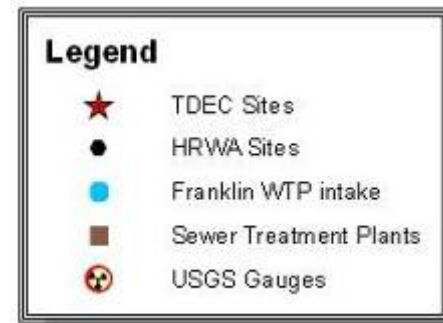 Legend
TDEC Sites
HRWA Sites
Franklin WTP intake
Sewer Treatment Plants
USGS Gauges